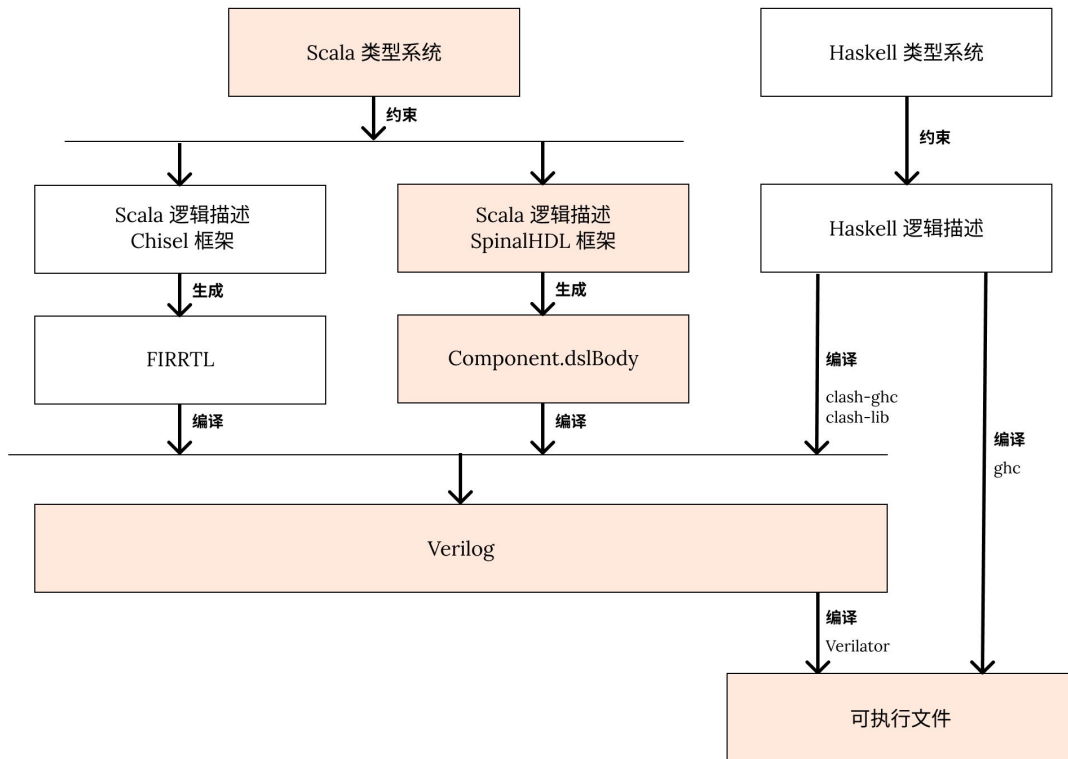 Scala 类型系统
Haskell 类型系统
约束
约束
Scala 逻辑描述
Chisel 框架
Scala 逻辑描述
SpinalHDL 框架
Haskell 逻辑描述
生成
生成
FIRRTL
Component.dslBody
编译
clash-ghc
clash-lib
编译
编译
编译
ghc
Verilog
编译
Verilator
可执行文件